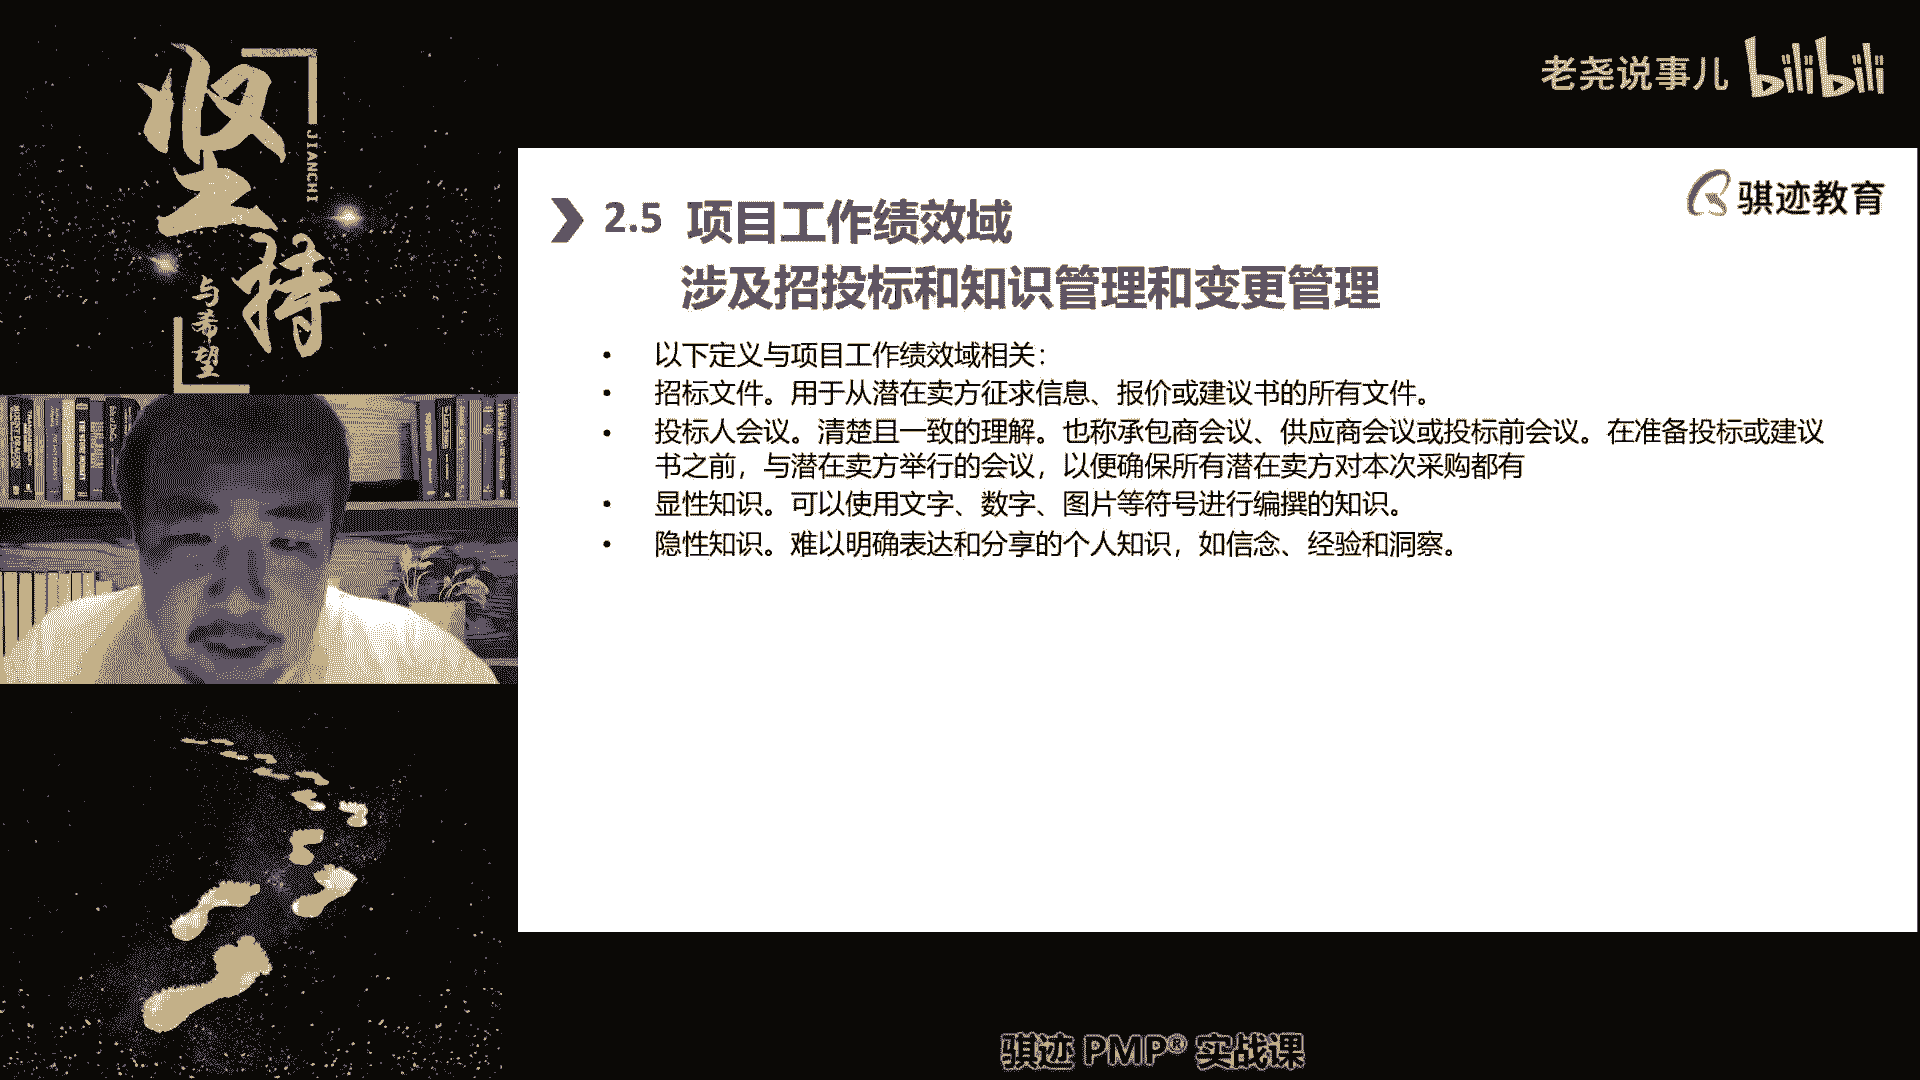 坚持
JIANCHI
与希望
老尧说事儿 bilibili
骐迹教育
2.5 项目工作绩效域
涉及招投标和知识管理和变更管理
• 以下定义与项目工作绩效域相关：
• 招标文件。用于从潜在卖方征求信息、报价或建议书的所有文件。
• 投标人会议。清楚且一致的理解。也称承包商会议、供应商会议或投标前会议。在准备投标或建议
书之前，与潜在卖方举行的会议，以便确保所有潜在卖方对本次采购都有
• 显性知识。可以使用文字、数字、图片等符号进行编撰的知识。
• 隐性知识。难以明确表达和分享的个人知识，如信念、经验和洞察。
骐迹 PMP® 实战课